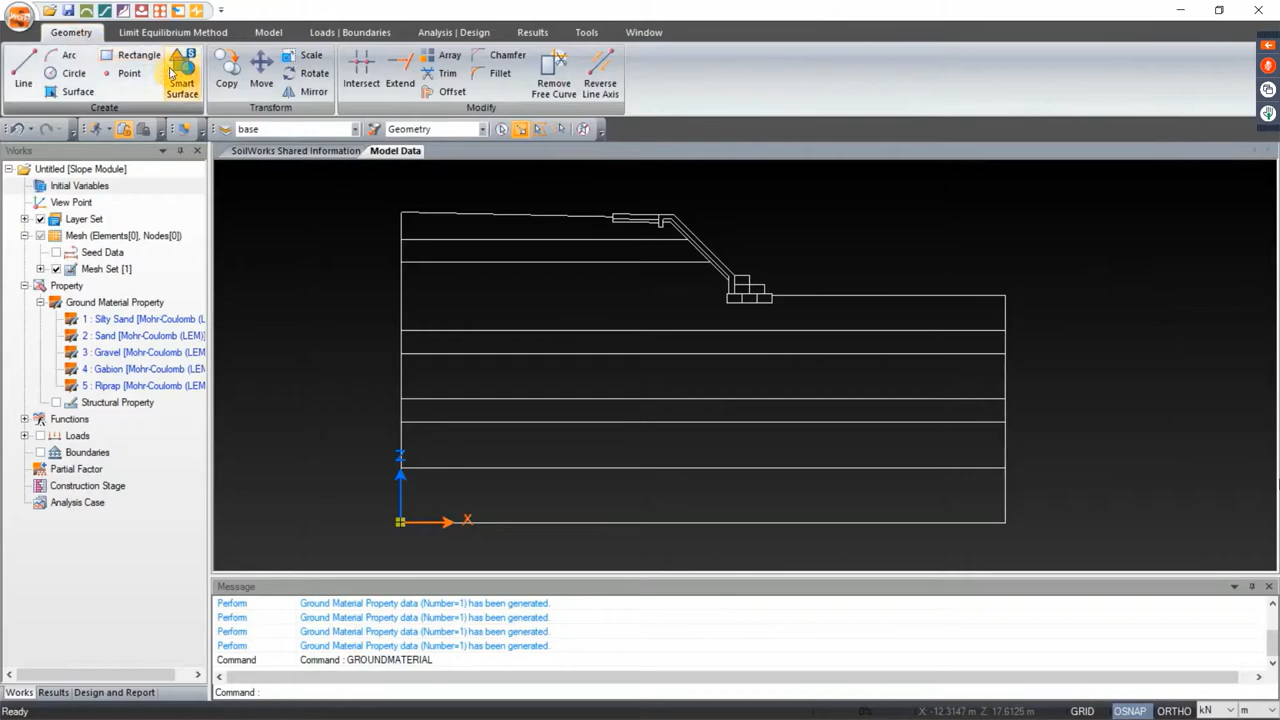 Geometry Limit Equilibrium Method Model Loads | Boundaries Analysis | Design Results Tools Window
Line Arc Circle Surface Rectangle Point Smart Surface
Copy Move Scale Rotate Mirror
Intersect Extend Array Trim Offset Chamfer Fillet Remove Free Curve Reverse Line Axis
Create Transform Modify
base Geometry
Works
SoilWorks Shared Information Model Data
Untitled [Slope Module]
Initial Variables
View Point
Layer Set
Mesh (Elements[0], Nodes[0])
Seed Data
Mesh Set [1]
Property
Ground Material Property
1 : Silty Sand [Mohr-Coulomb (L
2 : Sand [Mohr-Coulomb (LEM)]
3 : Gravel [Mohr-Coulomb (LEM
4 : Gabion [Mohr-Coulomb (LEM
5 : Riprap [Mohr-Coulomb (LEM
Structural Property
Functions
Loads
Boundaries
Partial Factor
Construction Stage
Analysis Case
Z
X
Message
Perform Ground Material Property data (Number=1) has been generated.
Perform Ground Material Property data (Number=1) has been generated.
Perform Ground Material Property data (Number=1) has been generated.
Perform Ground Material Property data (Number=1) has been generated.
Command Command : GROUNDMATERIAL
Works Results Design and Report
Command :
Ready 0% X: -12.3147m Z: 17.6125m GRID OSNAP ORTHO kN m